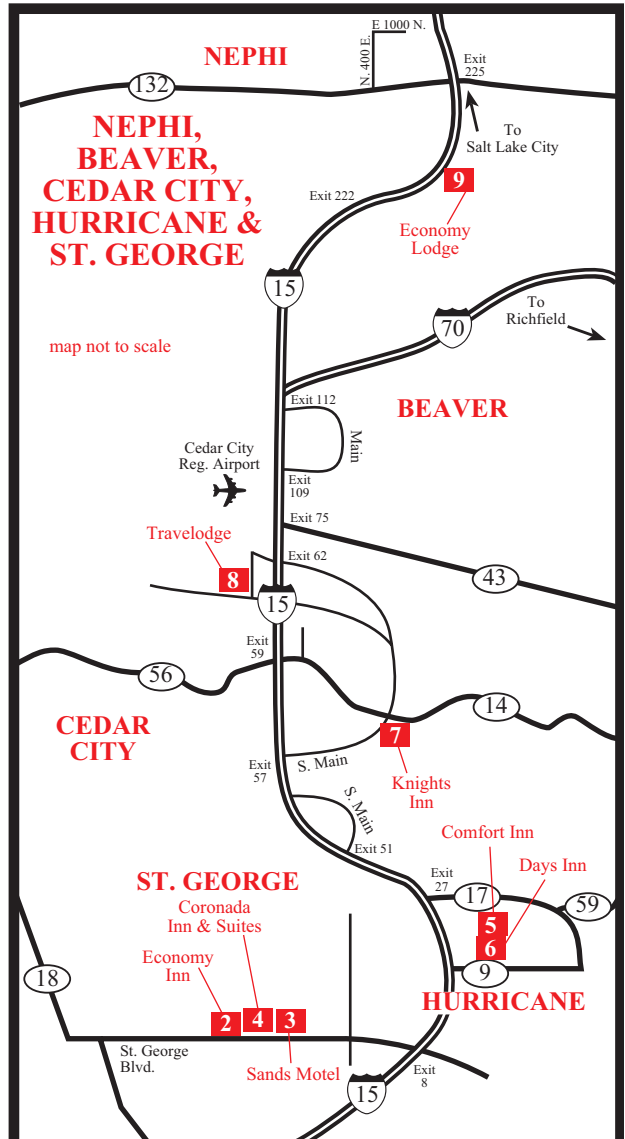 E 1000 N.
N. 400 E.
Exit
225
NEPHI
132
To
Salt Lake City
NEPHI,
BEAVER,
CEDAR CITY,
HURRICANE &
ST. GEORGE
9
Exit 222
Economy
Lodge
15
To
Richfield
70
map not to scale
Exit 112
BEAVER
Main
Cedar City
Reg. Airport
Exit
109
Exit 75
Travelodge
Exit 62
8
43
15
Exit
59
56
14
CEDAR
CITY
7
S. Main
Exit
57
Knights
Inn
S. Main
Comfort Inn
Exit 51
Days Inn
Exit
27
ST. GEORGE
17
59
Coronada
Inn & Suites
5
6
Economy
Inn
18
9
HURRICANE
2
4
3
St. George
Blvd.
Sands Motel
Exit
8
15